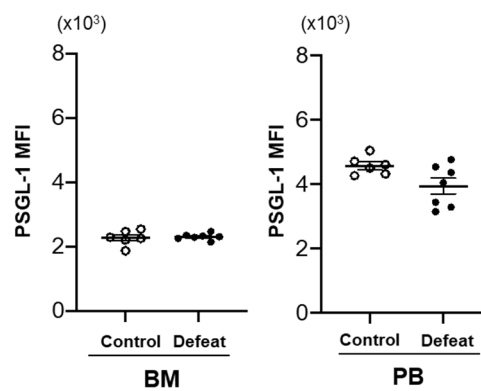 (x10³)
PSGL-1 MFI
8
6
4
2
0
Control Defeat
BM
(x10³)
PSGL-1 MFI
8
6
4
2
0
Control Defeat
PB